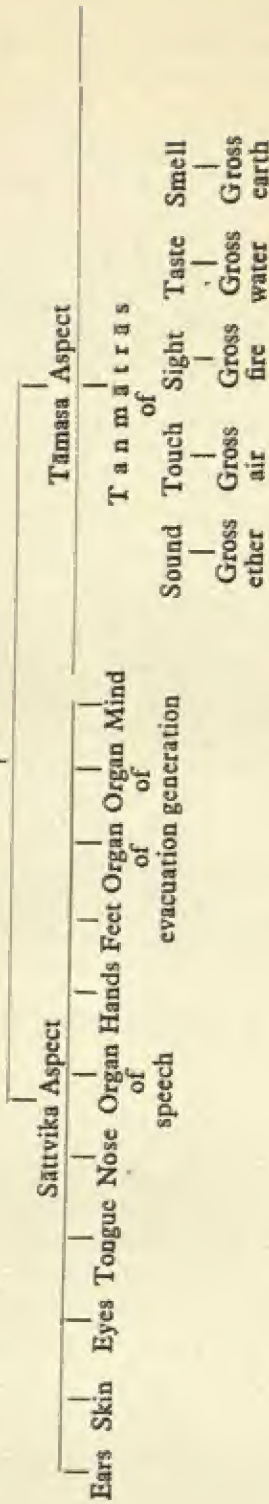 Sāttvika Aspect
Ears Skin Eyes Tongue Nose Organ Hands Feet Organ Organ Mind
of of of
speech evacuation generation
Tāmasa Aspect
Tanmātrās
of
Sound Touch Sight Taste Smell
Gross Gross Gross Gross Gross
ether air fire water earth